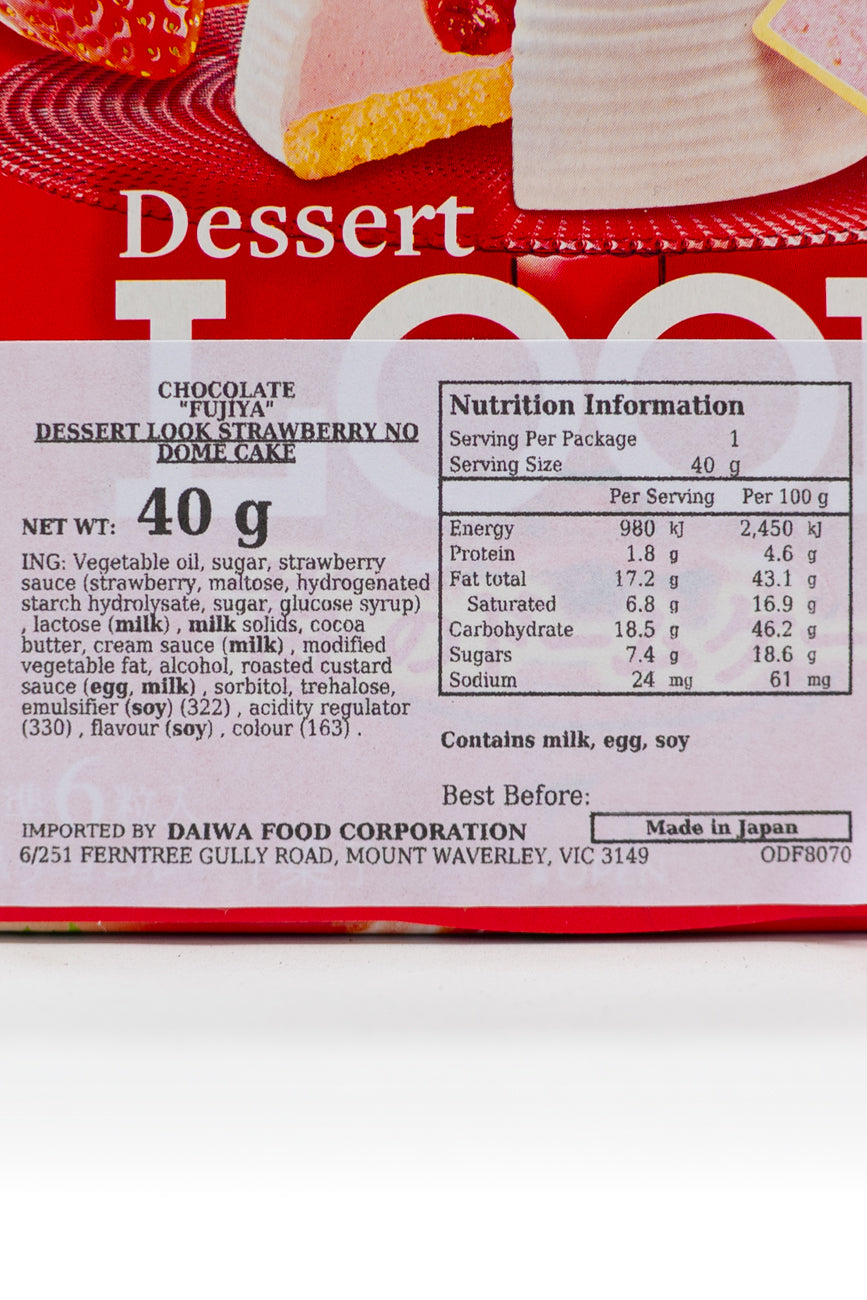 Dessert
LOO
CHOCOLATE
"FUJIYA"
DESSERT LOOK STRAWBERRY NO
DOME CAKE
NET WT: 40 g
ING: Vegetable oil, sugar, strawberry
sauce (strawberry, maltose, hydrogenated
starch hydrolysate, sugar, glucose syrup)
, lactose (milk) , milk solids, cocoa
butter, cream sauce (milk) , modified
vegetable fat, alcohol, roasted custard
sauce (egg, milk) , sorbitol, trehalose,
emulsifier (soy) (322) , acidity regulator
(330) , flavour (soy) , colour (163) .
Nutrition Information
Serving Per Package 1
Serving Size 40 g
Per Serving Per 100 g
Energy 980 kJ 2,450 kJ
Protein 1.8 g 4.6 g
Fat total 17.2 g 43.1 g
Saturated 6.8 g 16.9 g
Carbohydrate 18.5 g 46.2 g
Sugars 7.4 g 18.6 g
Sodium 24 mg 61 mg
Contains milk, egg, soy
Best Before:
IMPORTED BY DAIWA FOOD CORPORATION
Made in Japan
6/251 FERNTREE GULLY ROAD, MOUNT WAVERLEY, VIC 3149
ODF8070